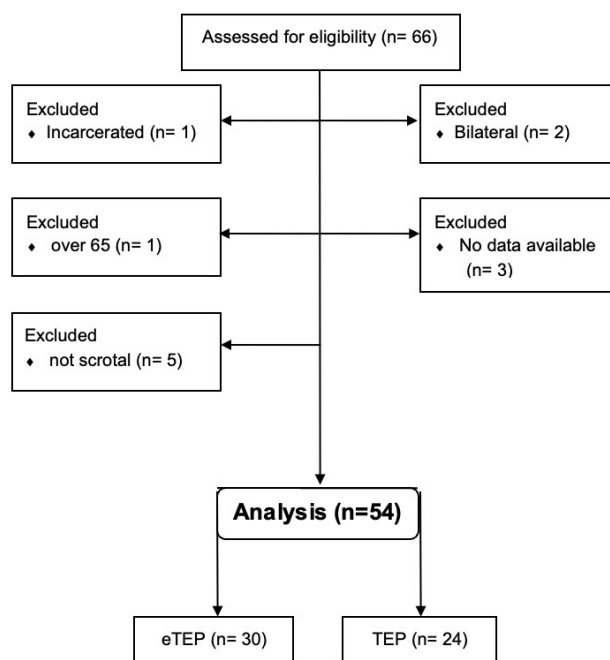 Assessed for eligibility (n= 66)
Excluded
♦ Incarcerated (n= 1)
Excluded
♦ Bilateral (n= 2)
Excluded
♦ over 65 (n= 1)
Excluded
♦ No data available
(n= 3)
Excluded
♦ not scrotal (n= 5)
Analysis (n=54)
eTEP (n= 30)
TEP (n= 24)